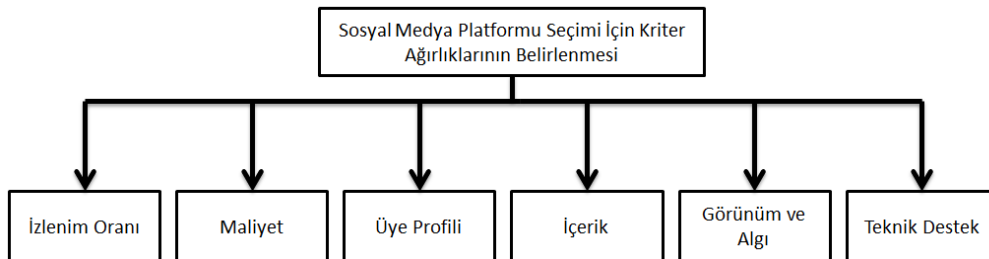 Sosyal Medya Platformu Seçimi İçin Kriter
Ağırlıklarının Belirlenmesi
İzlenim Oranı
Maliyet
Üye Profili
İçerik
Görünüm ve
Algı
Teknik Destek